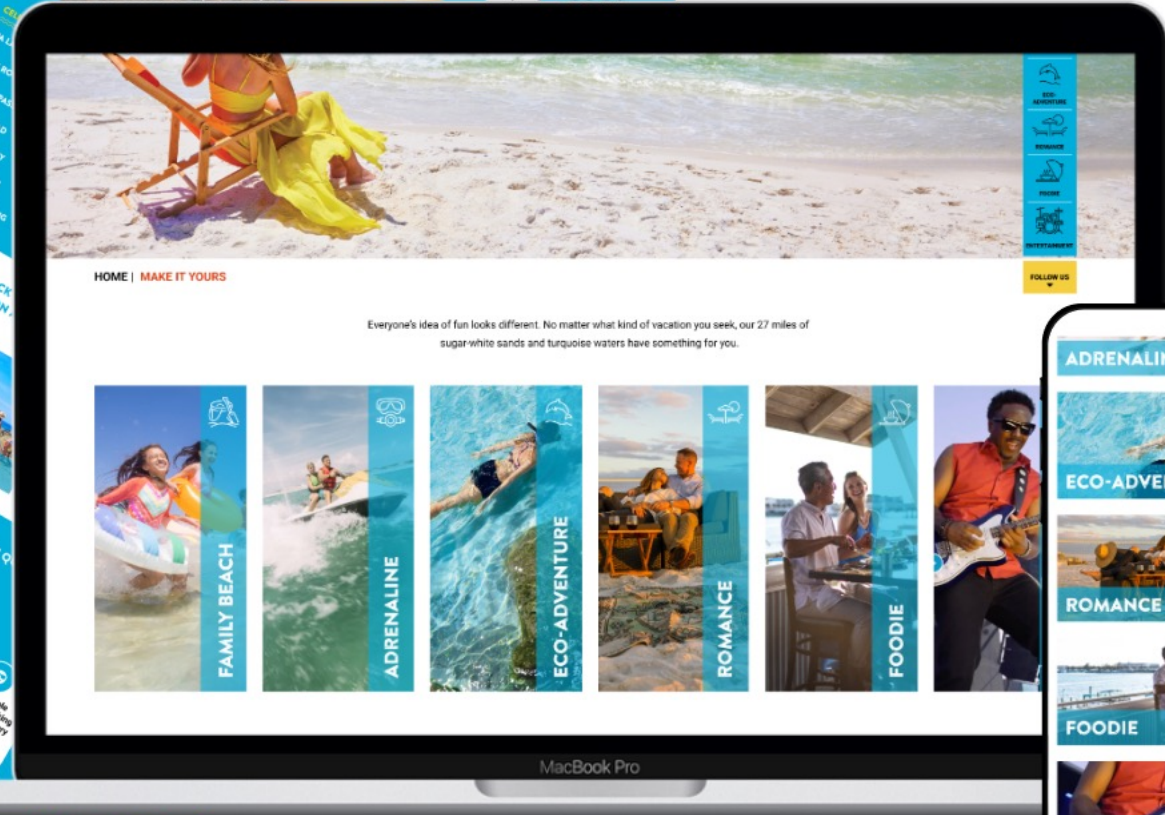 ECO-
ADVENTURE
ROMANCE
FOODIE
ENTERTAINMENT
FOLLOW US
HOME | MAKE IT YOURS
Everyone's idea of fun looks different. No matter what kind of vacation you seek, our 27 miles of
sugar-white sands and turquoise waters have something for you.
FAMILY BEACH
ADRENALINE
ECO-ADVENTURE
ROMANCE
FOODIE
MacBook Pro
ADRENALIN
ECO-ADVE
ROMANCE
FOODIE